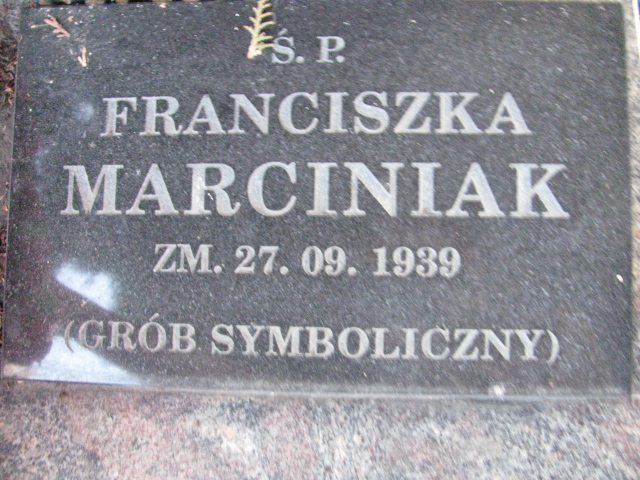 Ś. P.
FRANCISZKA
MARCINIAK
ZM. 27. 09. 1939
(GRÓB SYMBOLICZNY)